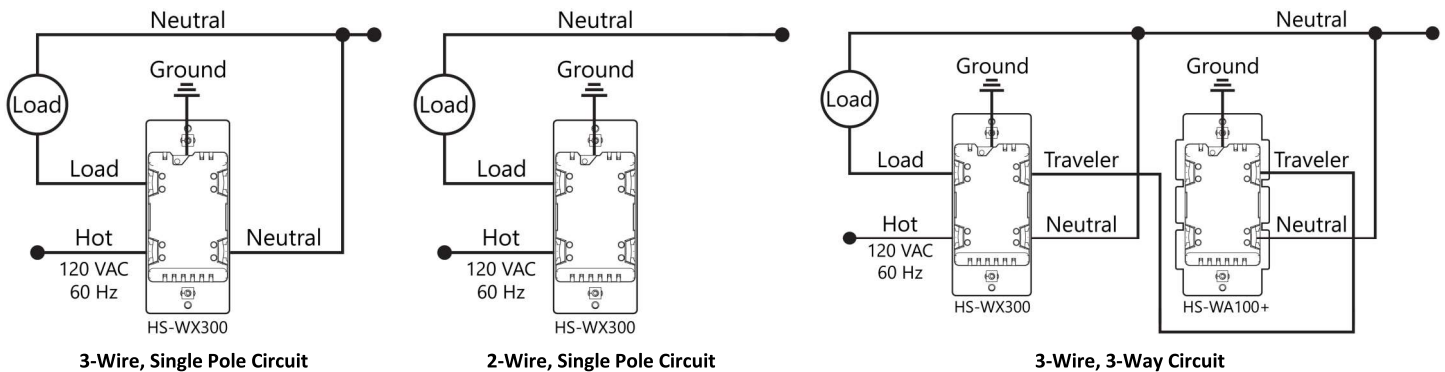 Neutral
Ground
Load
Load
Hot
Neutral
120 VAC
60 Hz
HS-WX300
3-Wire, Single Pole Circuit
Neutral
Ground
Load
Load
Hot
120 VAC
60 Hz
HS-WX300
2-Wire, Single Pole Circuit
Neutral
Ground
Ground
Load
Load
Traveler
Traveler
Hot
Neutral
Neutral
120 VAC
60 Hz
HS-WX300
HS-WA100+
3-Wire, 3-Way Circuit